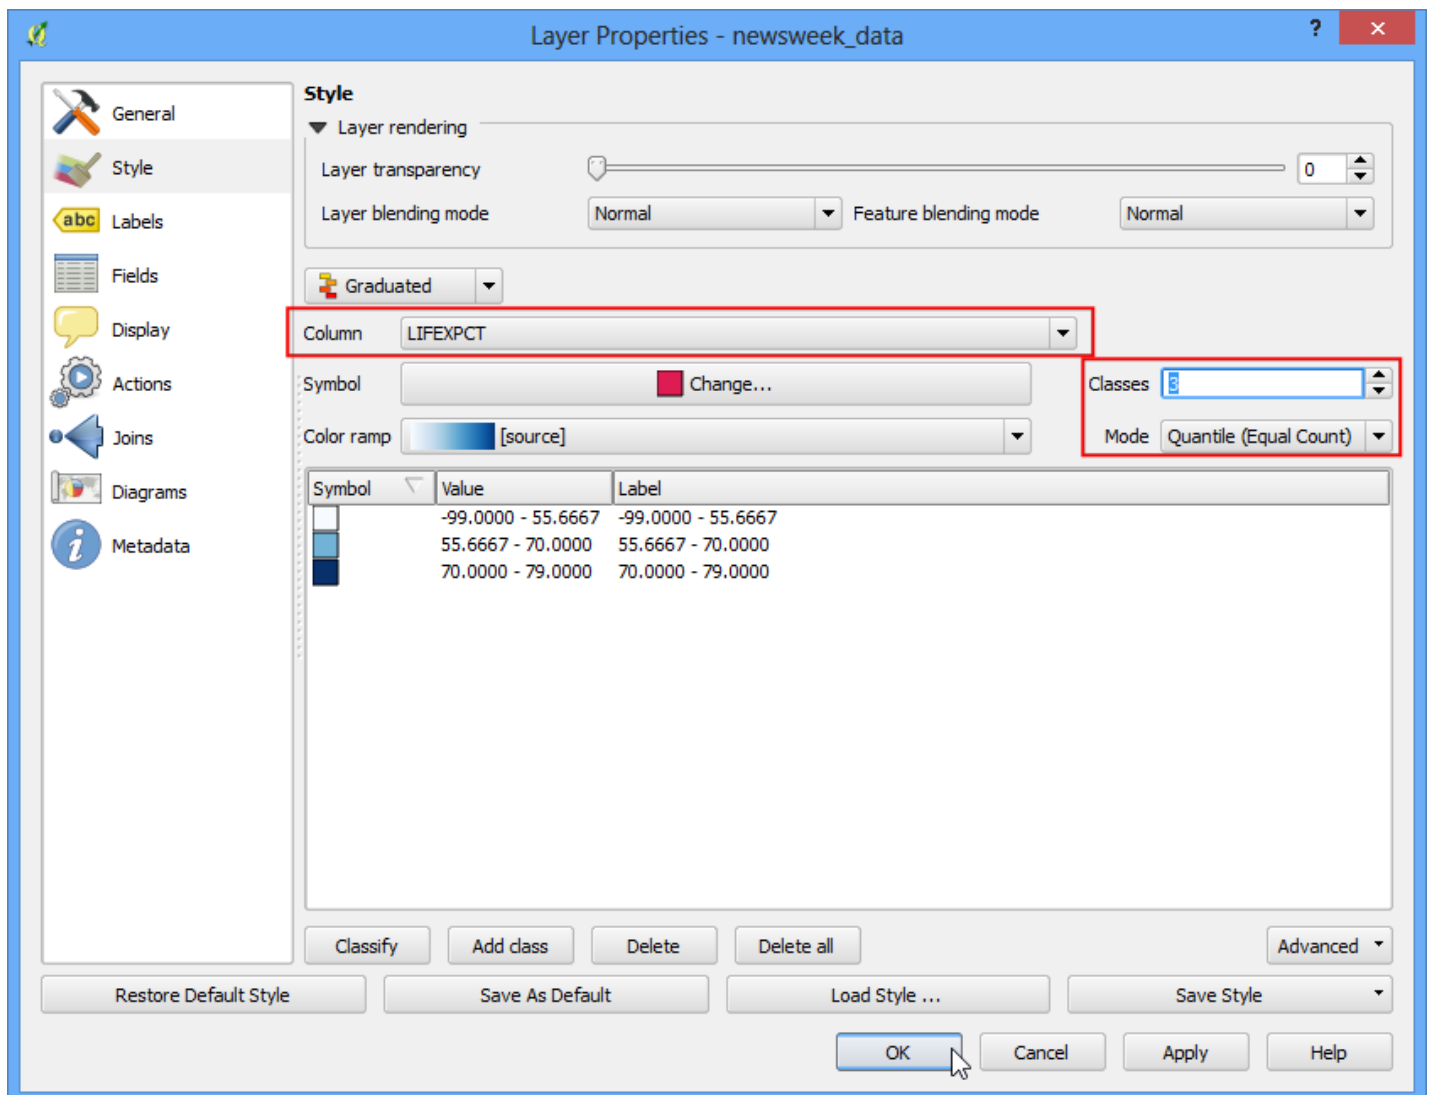 Layer Properties - newsweek_data
?
General
Style
abc Labels
Fields
Display
Actions
Joins
Diagrams
Metadata
Style
Layer rendering
Layer transparency 0
Layer blending mode Normal Feature blending mode Normal
Graduated
Column LIFEXPCT
Symbol Change... Classes 3
Color ramp [source] Mode Quantile (Equal Count)
Symbol Value Label
-99.0000 - 55.6667 -99.0000 - 55.6667
55.6667 - 70.0000 55.6667 - 70.0000
70.0000 - 79.0000 70.0000 - 79.0000
Classify Add class Delete Delete all Advanced
Restore Default Style Save As Default Load Style ... Save Style
OK Cancel Apply Help